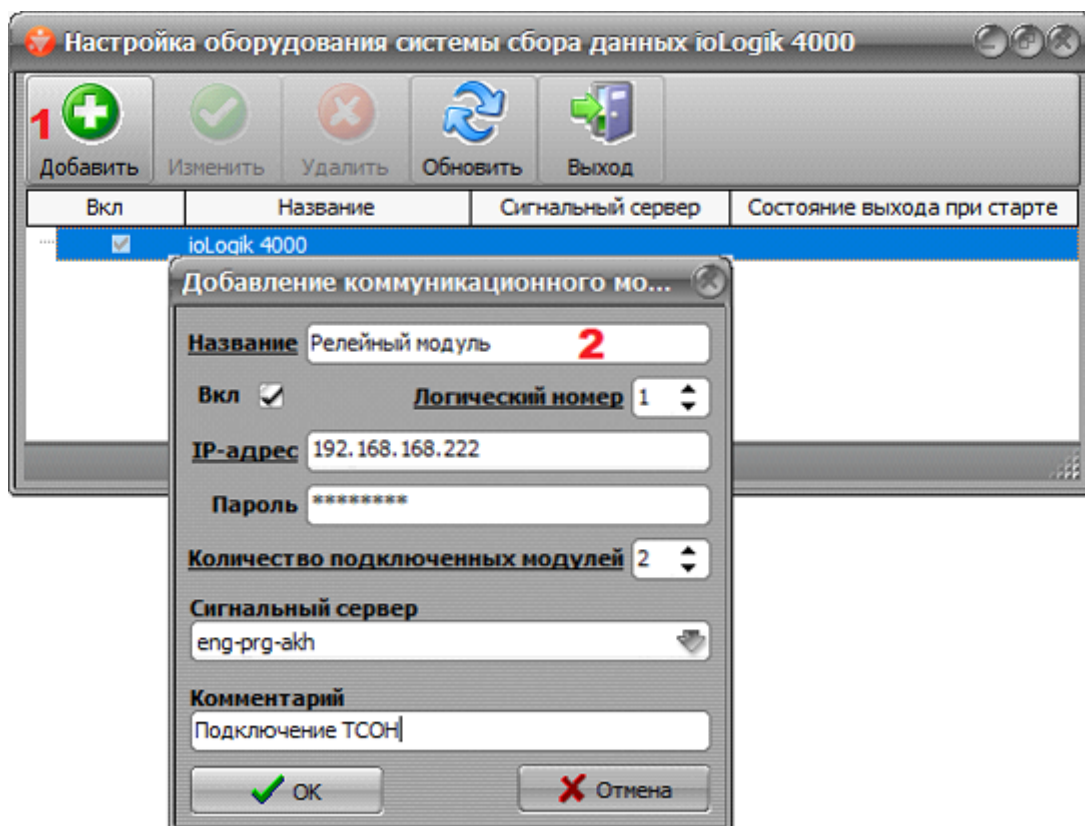 Настройка оборудования системы сбора данных ioLogik 4000
1
Добавить Изменить Удалить Обновить Выход
Вкл Название Сигнальный сервер Состояние выхода при старте
ioLogik 4000
Добавление коммуникационного мо...
Название Релейный модуль 2
Вкл Логический номер 1
IP-адрес 192.168.168.222
Пароль ********
Количество подключенных модулей 2
Сигнальный сервер
eng-prg-akh
Комментарий
Подключение ТСОН
ОК Отмена